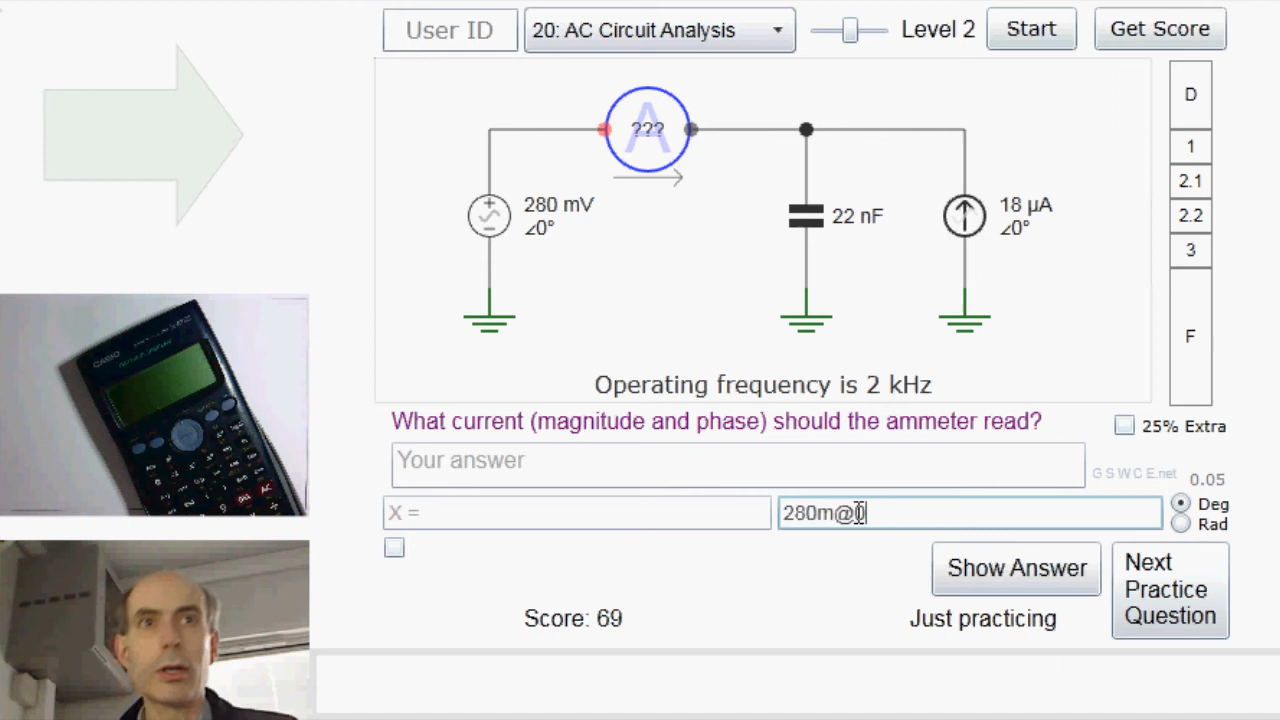 User ID
20: AC Circuit Analysis
Level 2
Start
Get Score
A
???
280 mV
∠0°
22 nF
18 µA
∠0°
Operating frequency is 2 kHz
D
1
2.1
2.2
3
F
What current (magnitude and phase) should the ammeter read?
25% Extra
Your answer
GSWCE.net
0.05
X =
280m@0
Deg
Rad
Show Answer
Next
Practice
Question
Score: 69
Just practicing
CASIO
AC